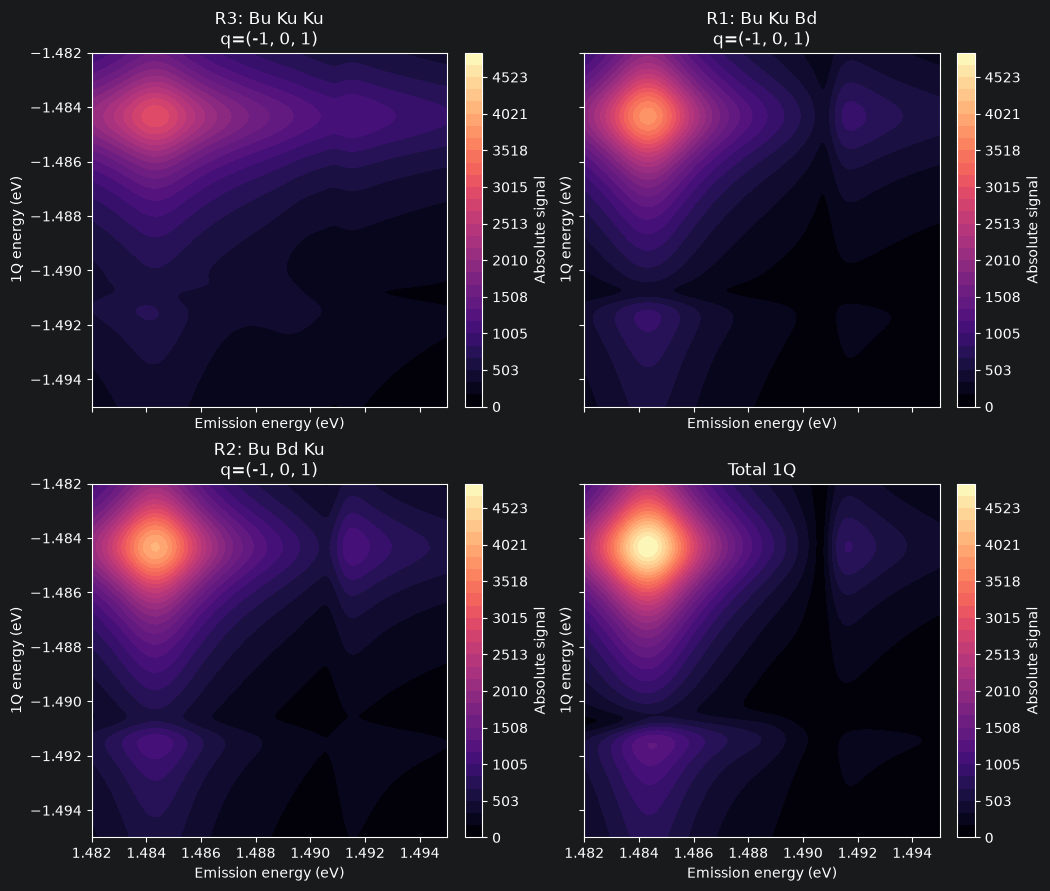 R3: Bu Ku Ku
q=(-1, 0, 1)
−1.482
−1.484
−1.486
−1.488
−1.490
−1.492
−1.494
1Q energy (eV)
Emission energy (eV)
4523
4021
3518
3015
2513
2010
1508
1005
503
0
Absolute signal
R1: Bu Ku Bd
q=(-1, 0, 1)
1Q energy (eV)
Emission energy (eV)
4523
4021
3518
3015
2513
2010
1508
1005
503
0
Absolute signal
R2: Bu Bd Ku
q=(-1, 0, 1)
−1.482
−1.484
−1.486
−1.488
−1.490
−1.492
−1.494
1Q energy (eV)
1.482 1.484 1.486 1.488 1.490 1.492 1.494
Emission energy (eV)
4523
4021
3518
3015
2513
2010
1508
1005
503
0
Absolute signal
Total 1Q
1Q energy (eV)
1.482 1.484 1.486 1.488 1.490 1.492 1.494
Emission energy (eV)
4523
4021
3518
3015
2513
2010
1508
1005
503
0
Absolute signal